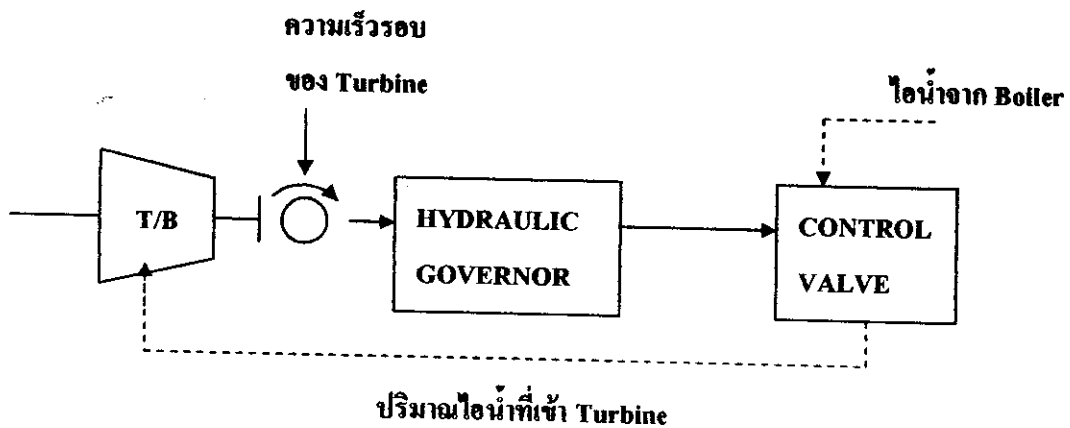 ความเร็วรอบ
ของ Turbine
ไอน้ำจาก Boiler
T/B
HYDRAULIC
GOVERNOR
CONTROL
VALVE
ปริมาณไอน้ำที่เข้า Turbine